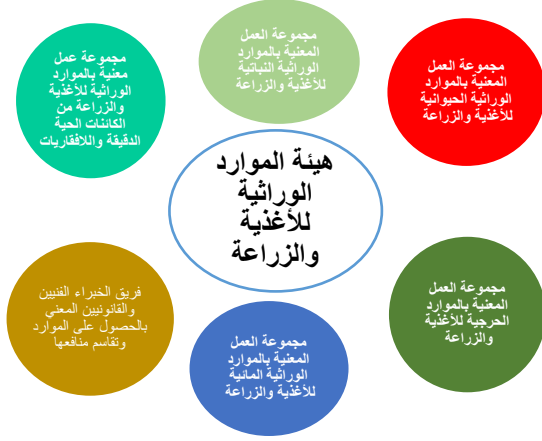 مجموعة العمل
المعنية بالموارد
الوراثية الحيوانية
للأغذية والزراعة
مجموعة العمل
المعنية بالموارد
الوراثية النباتية
للأغذية والزراعة
مجموعة عمل
معنية بالموارد
الوراثية للأغذية
والزراعة من
الكائنات الحية
الدقيقة واللافقاريات
هيئة الموارد
الوراثية
للأغذية
والزراعة
مجموعة العمل
المعنية بالموارد
الحرجية للأغذية
والزراعة
مجموعة العمل
المعنية بالموارد
الوراثية المائية
للأغذية والزراعة
فريق الخبراء الفنيين
والقانونيين المعني
بالحصول على الموارد
وتقاسم منافعها